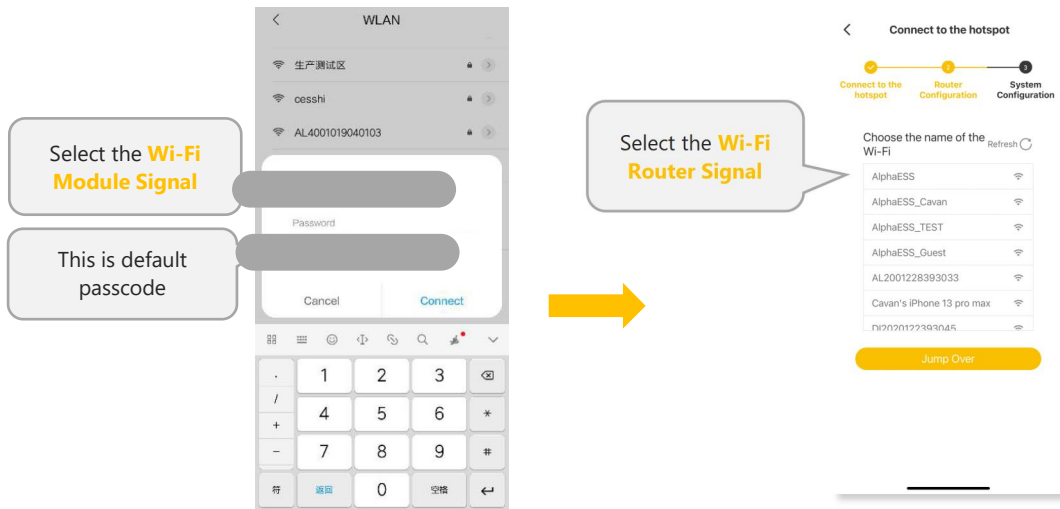 WLAN
生产测试区
cesshi
AL4001019040103
Select the Wi-Fi
Module Signal
Password
This is default
passcode
Cancel
Connect
.
1
2
3
/
4
5
6
*
+
-
7
8
9
#
符
返回
0
空格
Connect to the hotspot
2
3
Connect to the
hotspot
Router
Configuration
System
Configuration
Select the Wi-Fi
Router Signal
Choose the name of the
Wi-Fi
Refresh
AlphaESS
AlphaESS_Cavan
AlphaESS_TEST
AlphaESS_Guest
AL2001228393033
Cavan's iPhone 13 pro max
DI2020122393045
Jump Over